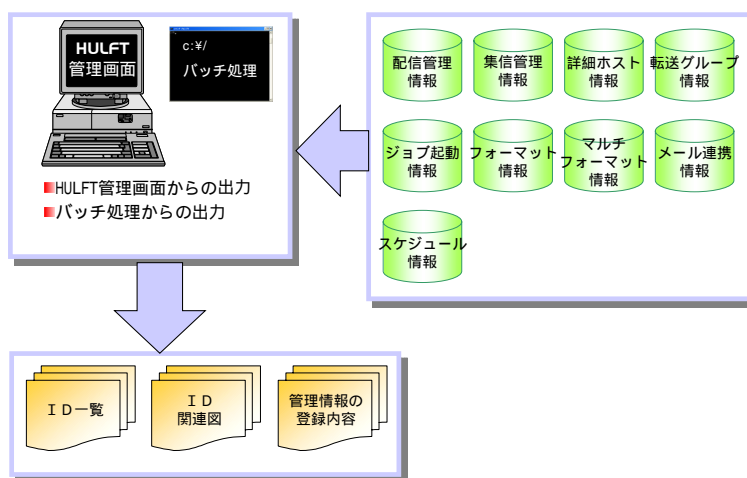 HULFT
管理画面
c:¥/
バッチ処理
HULFT管理画面からの出力
バッチ処理からの出力
配信管理
情報
集信管理
情報
詳細ホスト
情報
転送グループ
情報
ジョブ起動
情報
フォーマット
情報
マルチ
フォーマット
情報
メール連携
情報
スケジュール
情報
ＩＤ一覧
ＩＤ
関連図
管理情報の
登録内容